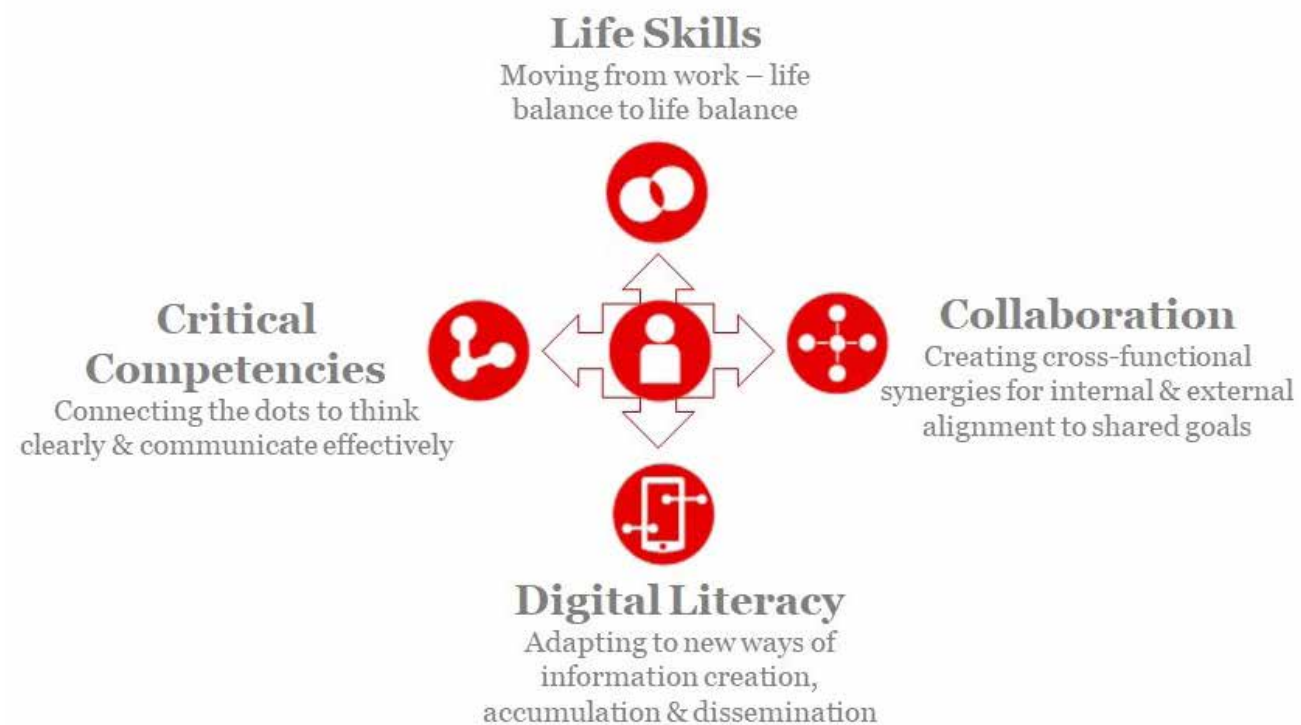 Life Skills
Moving from work – life
balance to life balance
Critical
Competencies
Connecting the dots to think
clearly & communicate effectively
Collaboration
Creating cross-functional
synergies for internal & external
alignment to shared goals
Digital Literacy
Adapting to new ways of
information creation,
accumulation & dissemination